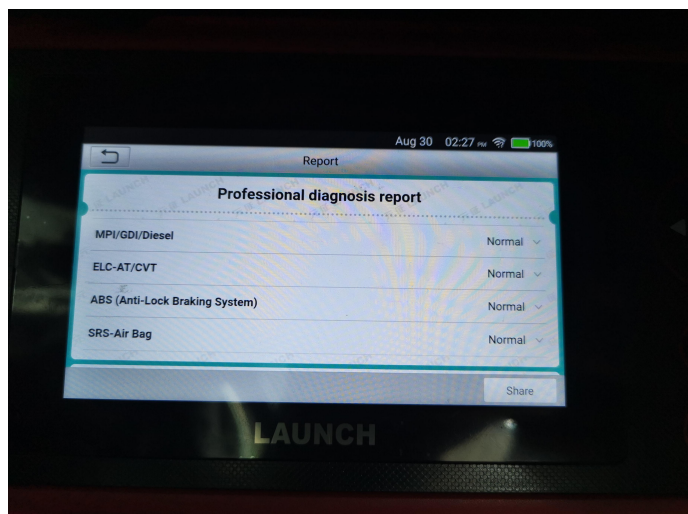 Aug 30 02:27 PM 100%
Report
Professional diagnosis report
MPI/GDI/Diesel Normal
ELC-AT/CVT Normal
ABS (Anti-Lock Braking System) Normal
SRS-Air Bag Normal
Share
LAUNCH